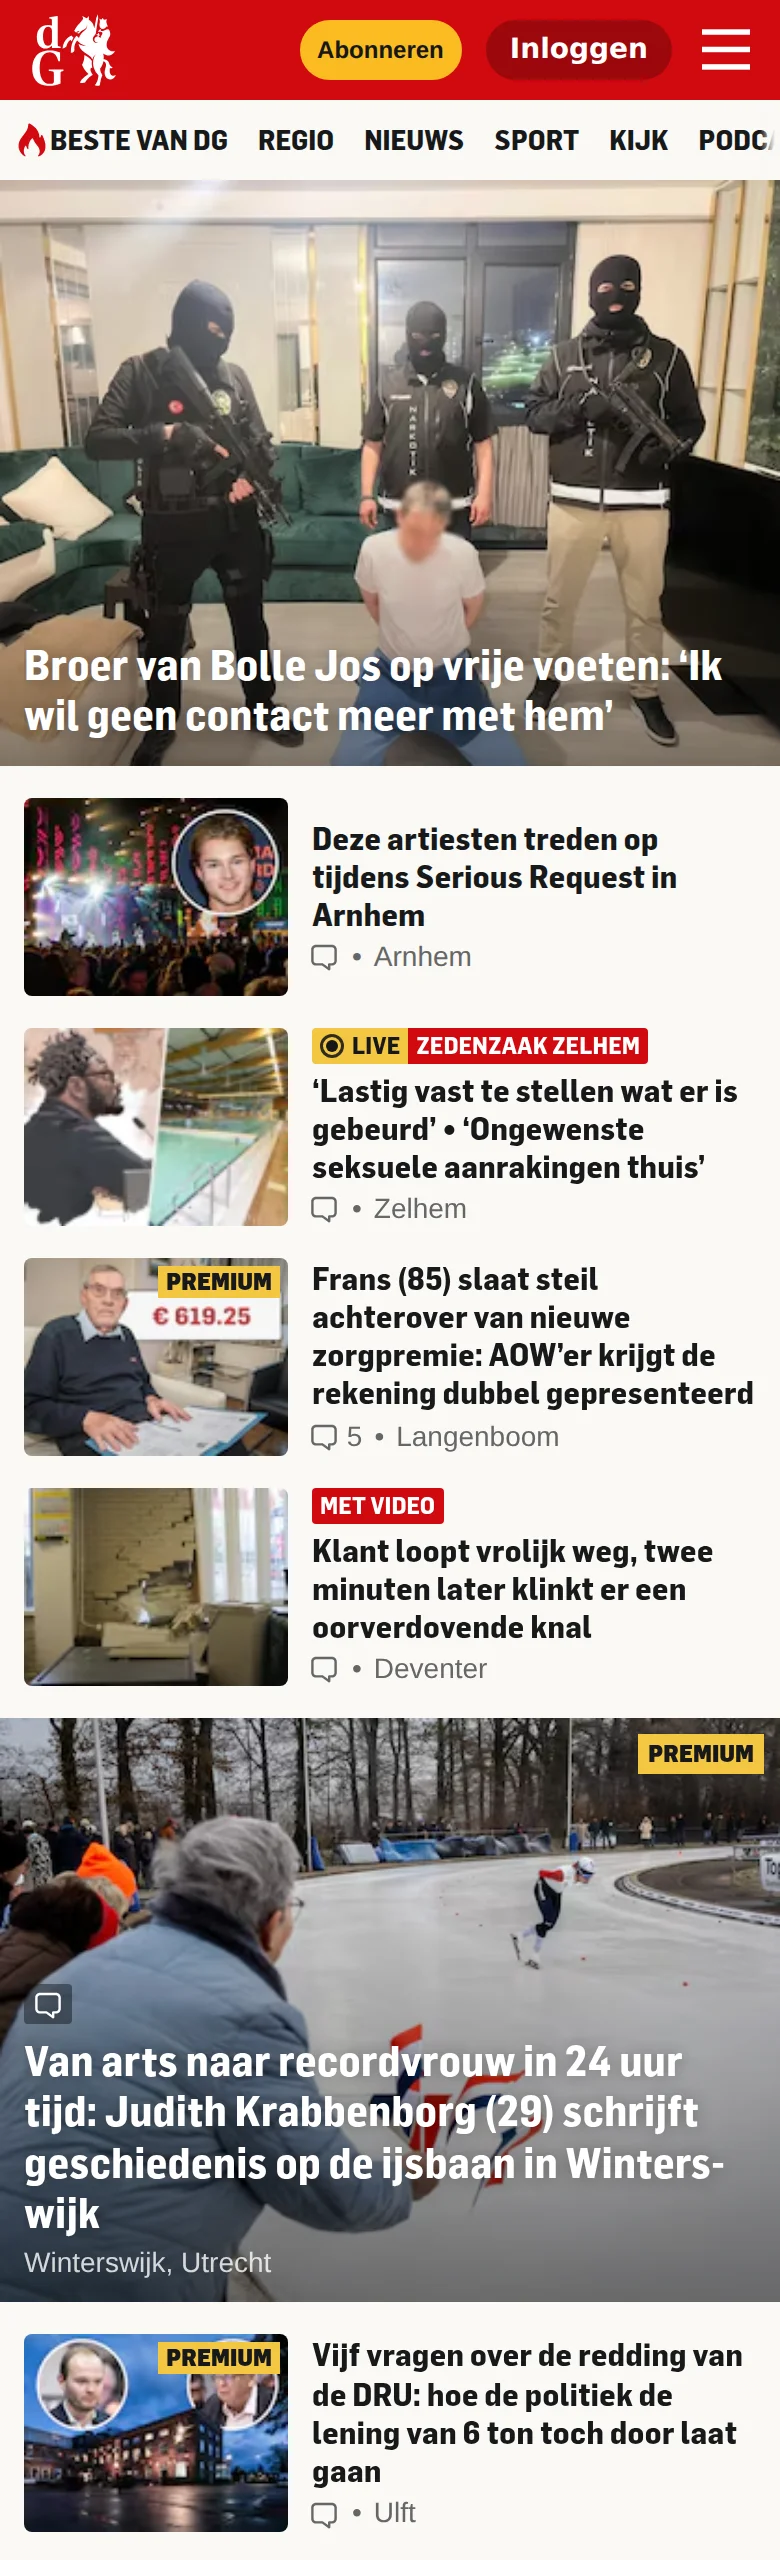 dG
Abonneren
Inloggen
BESTE VAN DG REGIO NIEUWS SPORT KIJK PODCA
NARKOTİK
Broer van Bolle Jos op vrije voeten: ‘Ik
wil geen contact meer met hem’
Deze artiesten treden op
tijdens Serious Request in
Arnhem
• Arnhem
LIVE ZEDENZAAK ZELHEM
‘Lastig vast te stellen wat er is
gebeurd’ • ‘Ongewenste
seksuele aanrakingen thuis’
• Zelhem
PREMIUM
€ 619.25
Frans (85) slaat steil
achterover van nieuwe
zorgpremie: AOW’er krijgt de
rekening dubbel gepresenteerd
5 • Langenboom
MET VIDEO
Klant loopt vrolijk weg, twee
minuten later klinkt er een
oorverdovende knal
• Deventer
PREMIUM
Top
Van arts naar recordvrouw in 24 uur
tijd: Judith Krabbenborg (29) schrijft
geschiedenis op de ijsbaan in Winters-
wijk
Winterswijk, Utrecht
PREMIUM
Vijf vragen over de redding van
de DRU: hoe de politiek de
lening van 6 ton toch door laat
gaan
• Ulft